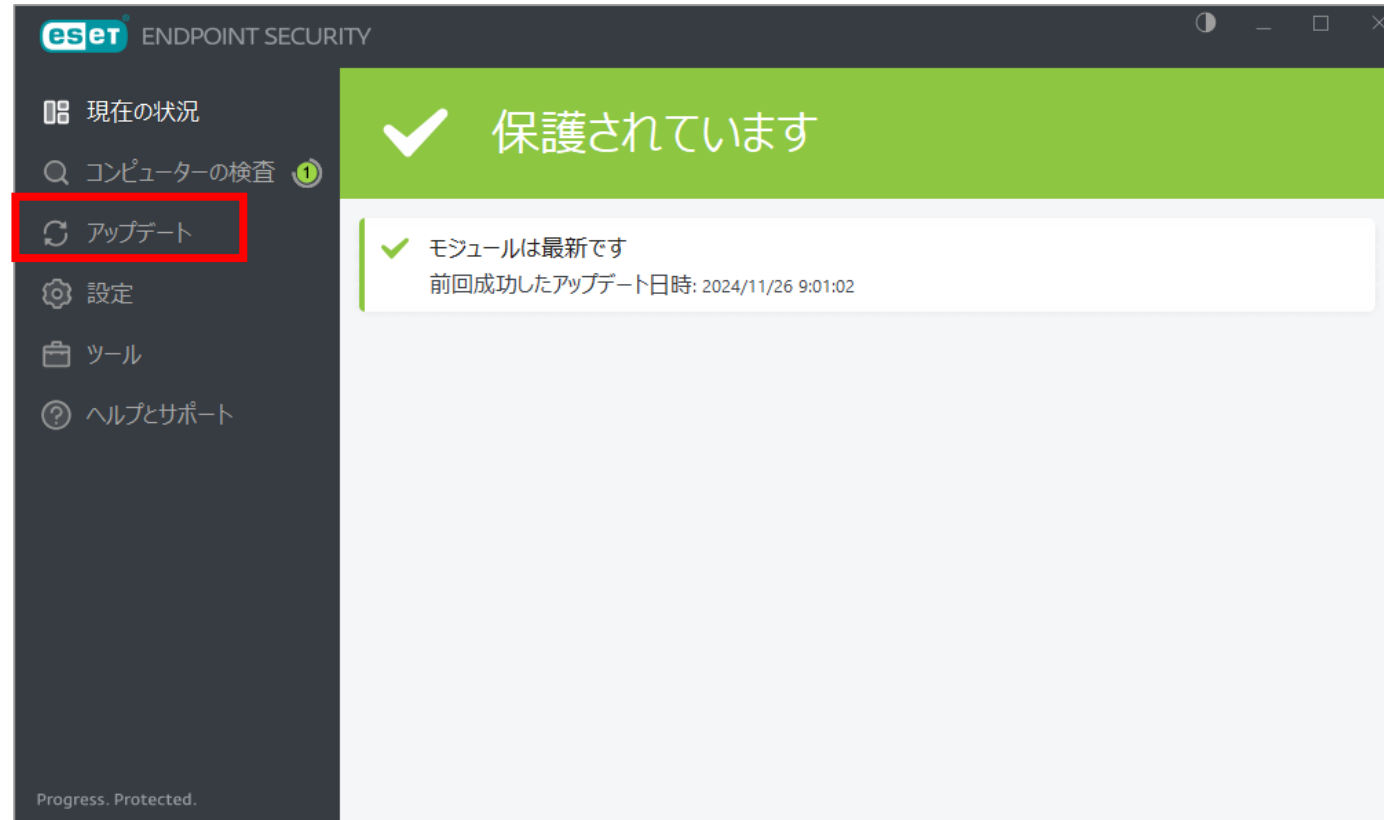 eset ENDPOINT SECURITY
現在の状況
コンピューターの検査 1
アップデート
設定
ツール
ヘルプとサポート
Progress. Protected.
保護されています
モジュールは最新です
前回成功したアップデート日時: 2024/11/26 9:01:02